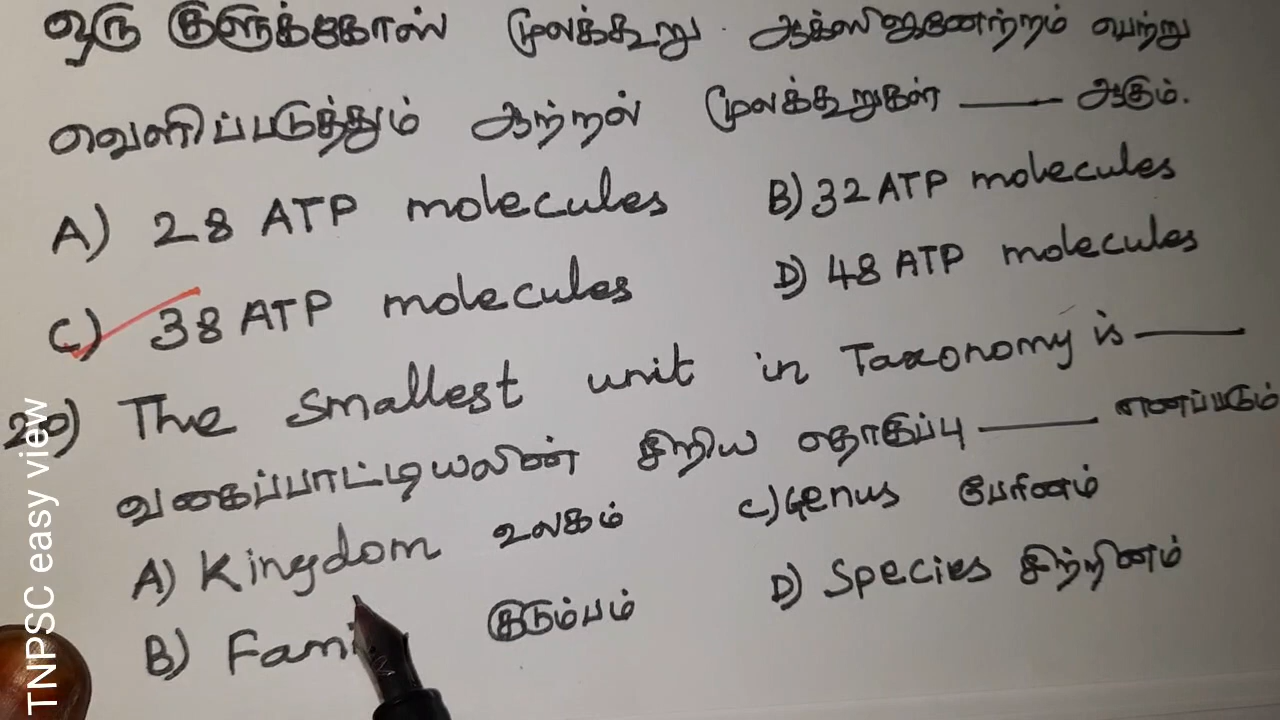 ஒரு குளுக்கோஸ் மூலக்கூறு ஆக்ஸிஜனேற்றம் பெற்று
வெளிப்படுத்தும் ஆற்றல் மூலக்கூறுகள் ——— ஆகும்.
A) 28 ATP molecules B) 32 ATP molecules
C) 38 ATP molecules D) 48 ATP molecules
20) The Smallest unit in Taxonomy is ———
வகைப்பாட்டியலின் சிறிய தொகுப்பு ——— எனப்படும்
A) Kingdom உலகம் C) Genus பேரினம்
B) Fami குடும்பம் D) Species சிற்றினம்
TNPSC easy view